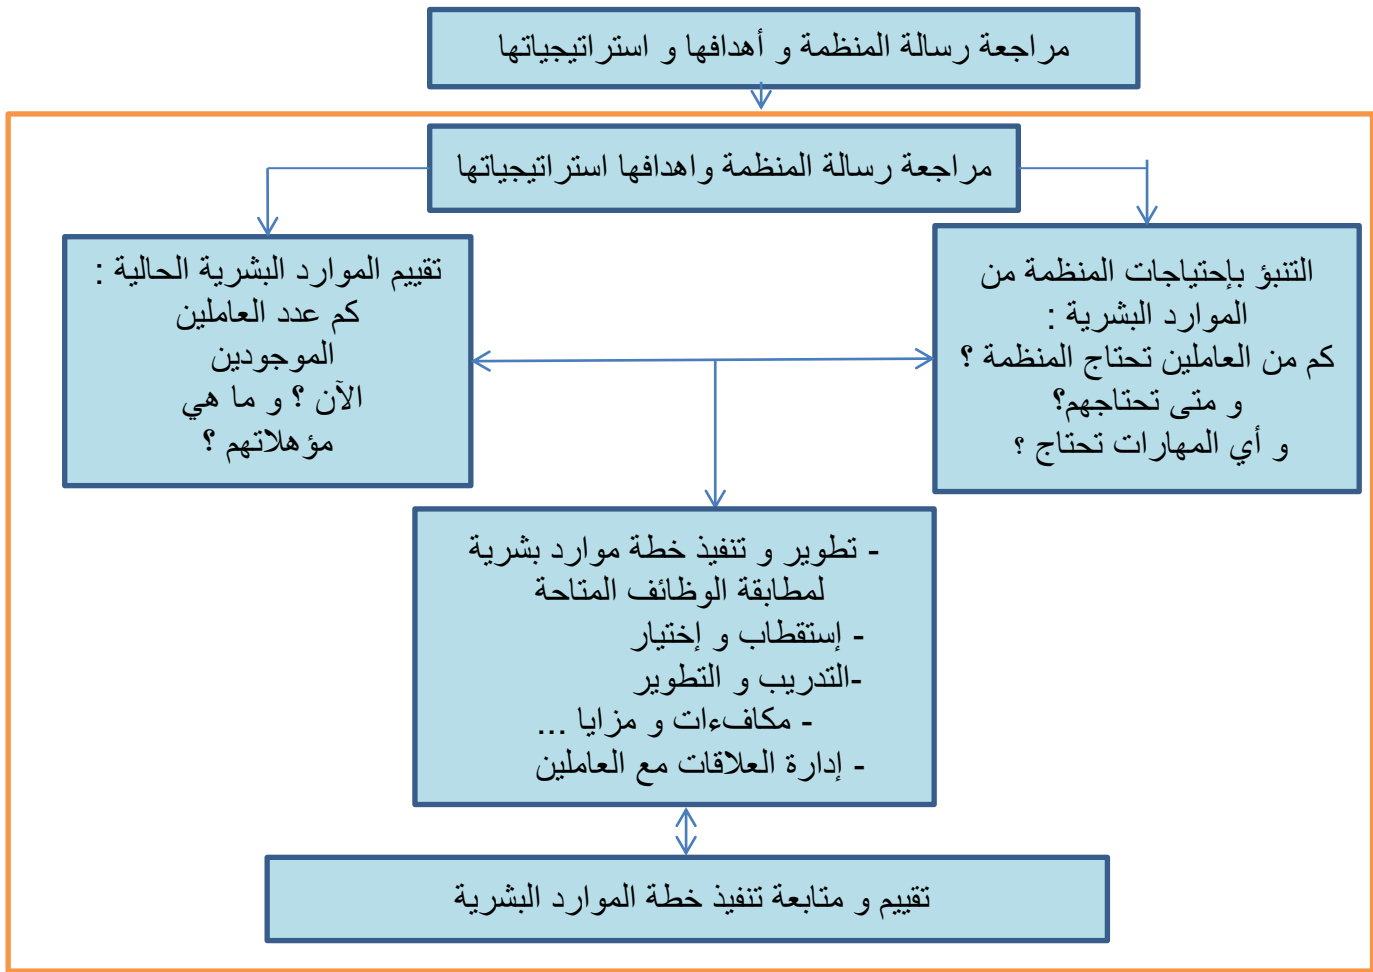 مراجعة رسالة المنظمة و أهدافها و استراتيجياتها
مراجعة رسالة المنظمة واهدافها استراتيجياتها
التنبؤ بإحتياجات المنظمة من
الموارد البشرية :
كم من العاملين تحتاج المنظمة ؟
و متى تحتاجهم؟
و أي المهارات تحتاج ؟
تقييم الموارد البشرية الحالية :
كم عدد العاملين
الموجودين
الآن ؟ و ما هي
مؤهلاتهم ؟
- تطوير و تنفيذ خطة موارد بشرية
لمطابقة الوظائف المتاحة
- إستقطاب و إختيار
-التدريب و التطوير
- مكافءات و مزايا ...
- إدارة العلاقات مع العاملين
تقييم و متابعة تنفيذ خطة الموارد البشرية